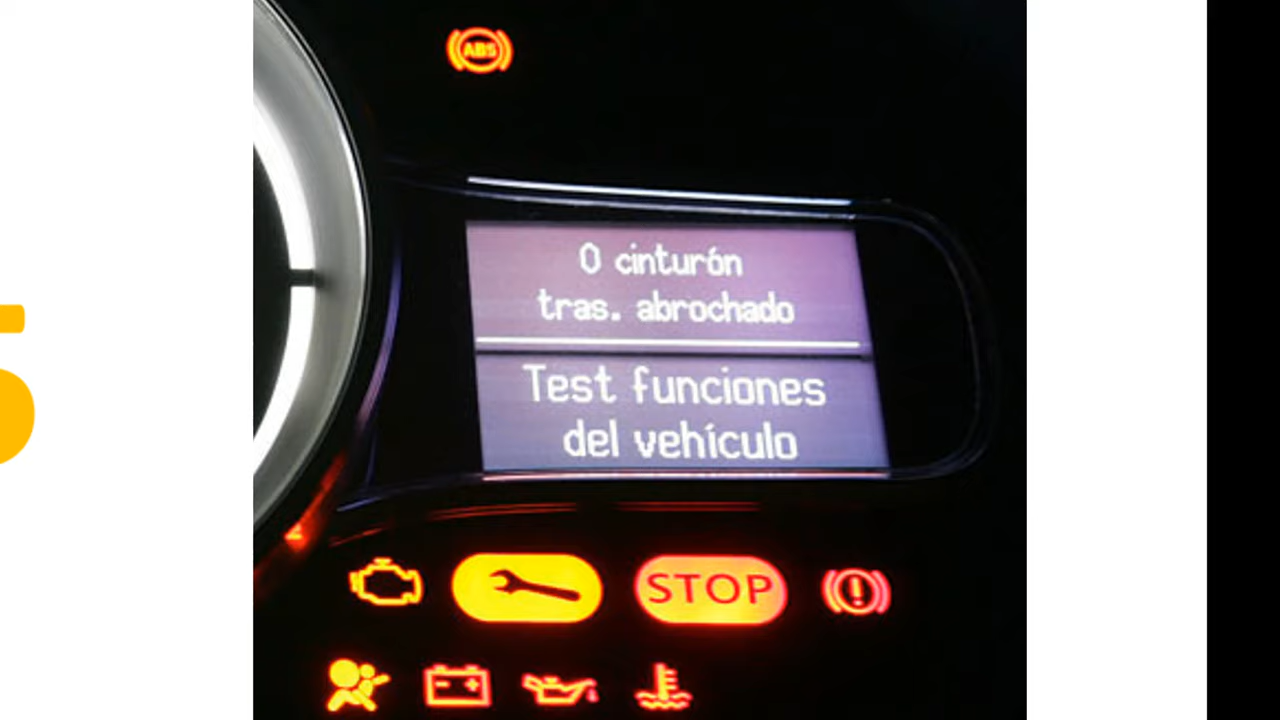 ABS
0 cinturón
tras. abrochado
Test funciones
del vehículo
STOP